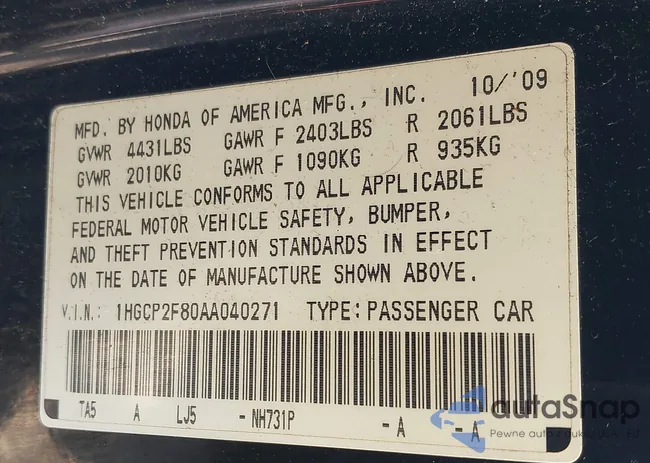 MFD. BY HONDA OF AMERICA MFG., INC. 10/'09
GVWR 4431LBS GAWR F 2403LBS R 2061LBS
GVWR 2010KG GAWR F 1090KG R 935KG
THIS VEHICLE CONFORMS TO ALL APPLICABLE
FEDERAL MOTOR VEHICLE SAFETY, BUMPER,
AND THEFT PREVENTION STANDARDS IN EFFECT
ON THE DATE OF MANUFACTURE SHOWN ABOVE.
V.I.N.: 1HGCP2F80AA040271 TYPE: PASSENGER CAR
TA5 A LJ5 - NH731P - A - A
autoSnap
Pewne auto